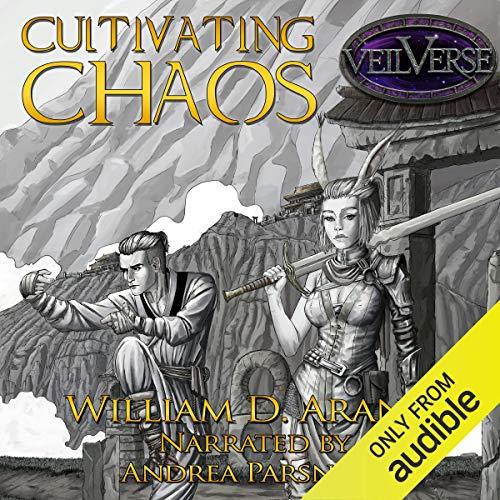 CULTIVATING
CHAOS
VEILVERSE
WILLIAM D. ARAN
NARRATED BY
ANDREA PARSN
ONLY FROM
audible